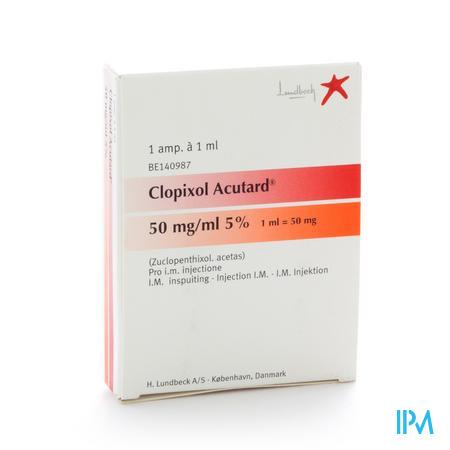 Lundbeck
1 amp. à 1 ml
BE140987
Clopixol Acutard®
50 mg/ml 5% 1 ml = 50 mg
(Zuclopenthixol. acetas)
Pro i.m. injectione
I.M. inspuiting - Injection I.M. - I.M. Injektion
H. Lundbeck A/S - København, Danmark
IPM